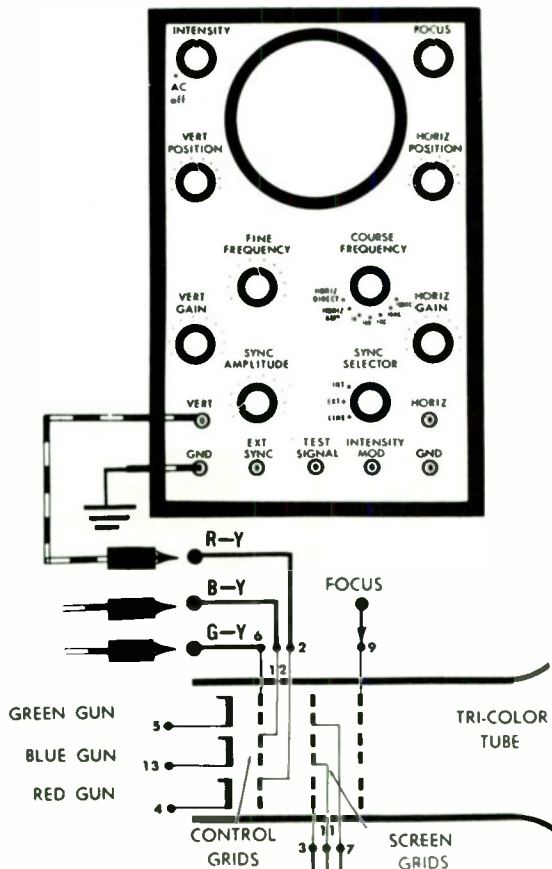 INTENSITY
FOCUS
AC
off
VERT
POSITION
HORIZ
POSITION
FINE
FREQUENCY
COURSE
FREQUENCY
HORIZ
DIRECT
HORIZ
VERT
GAIN
HORIZ
GAIN
SYNC
AMPLITUDE
SYNC
SELECTOR
INT
EXT
LINE
VERT
HORIZ
GND
EXT
SYNC
TEST
SIGNAL
INTENSITY
MOD
GND
R-Y
B-Y
G-Y
FOCUS
6
12
2
9
GREEN GUN
5
BLUE GUN
13
RED GUN
4
TRI-COLOR
TUBE
CONTROL
GRIDS
SCREEN
GRIDS
3
11
7